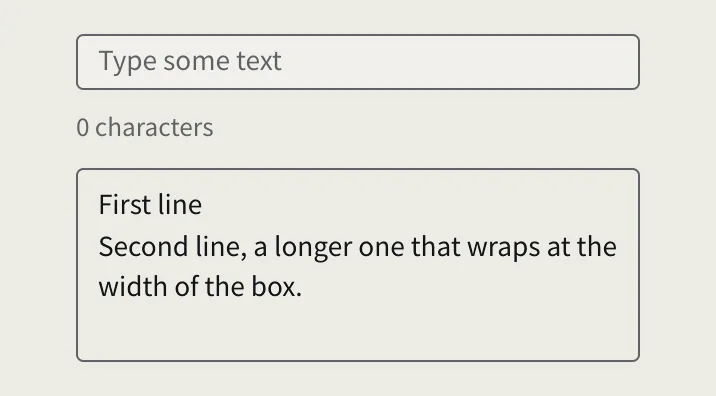 Type some text
0 characters
First line
Second line, a longer one that wraps at the
width of the box.